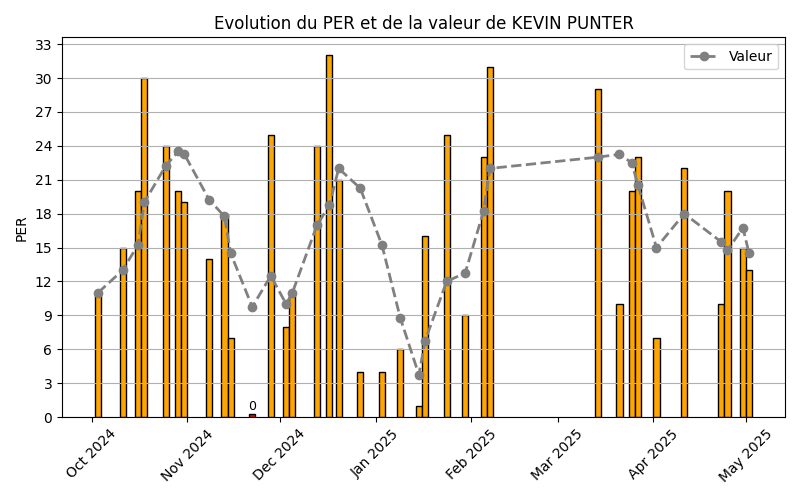 Evolution du PER et de la valeur de KEVIN PUNTER
Valeur
PER
33
30
27
24
21
18
15
12
9
6
3
0
0
Oct 2024
Nov 2024
Dec 2024
Jan 2025
Feb 2025
Mar 2025
Apr 2025
May 2025